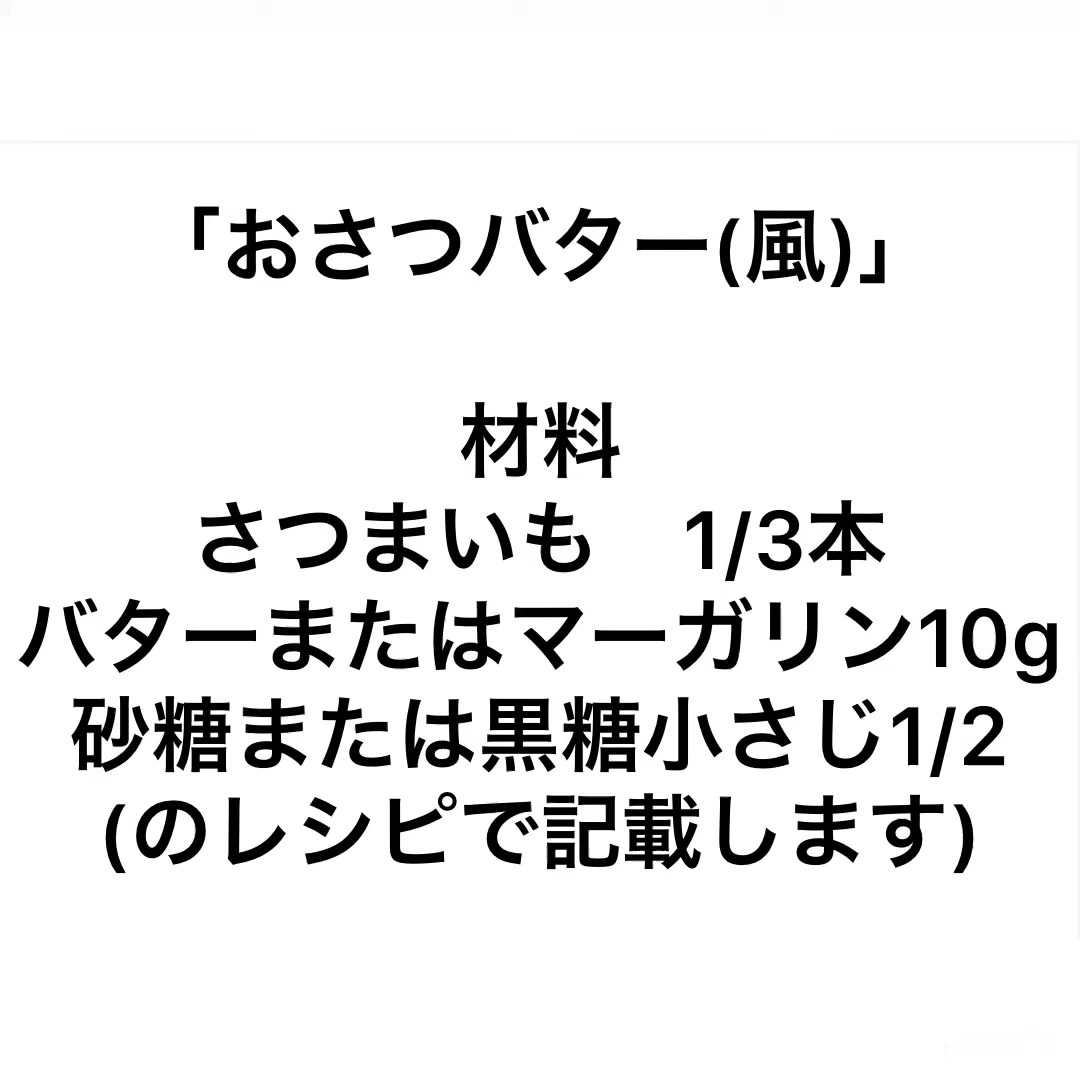 「おさつバター(風)」
材料
さつまいも　1/3本
バターまたはマーガリン10g
砂糖または黒糖小さじ1/2
(のレシピで記載します)